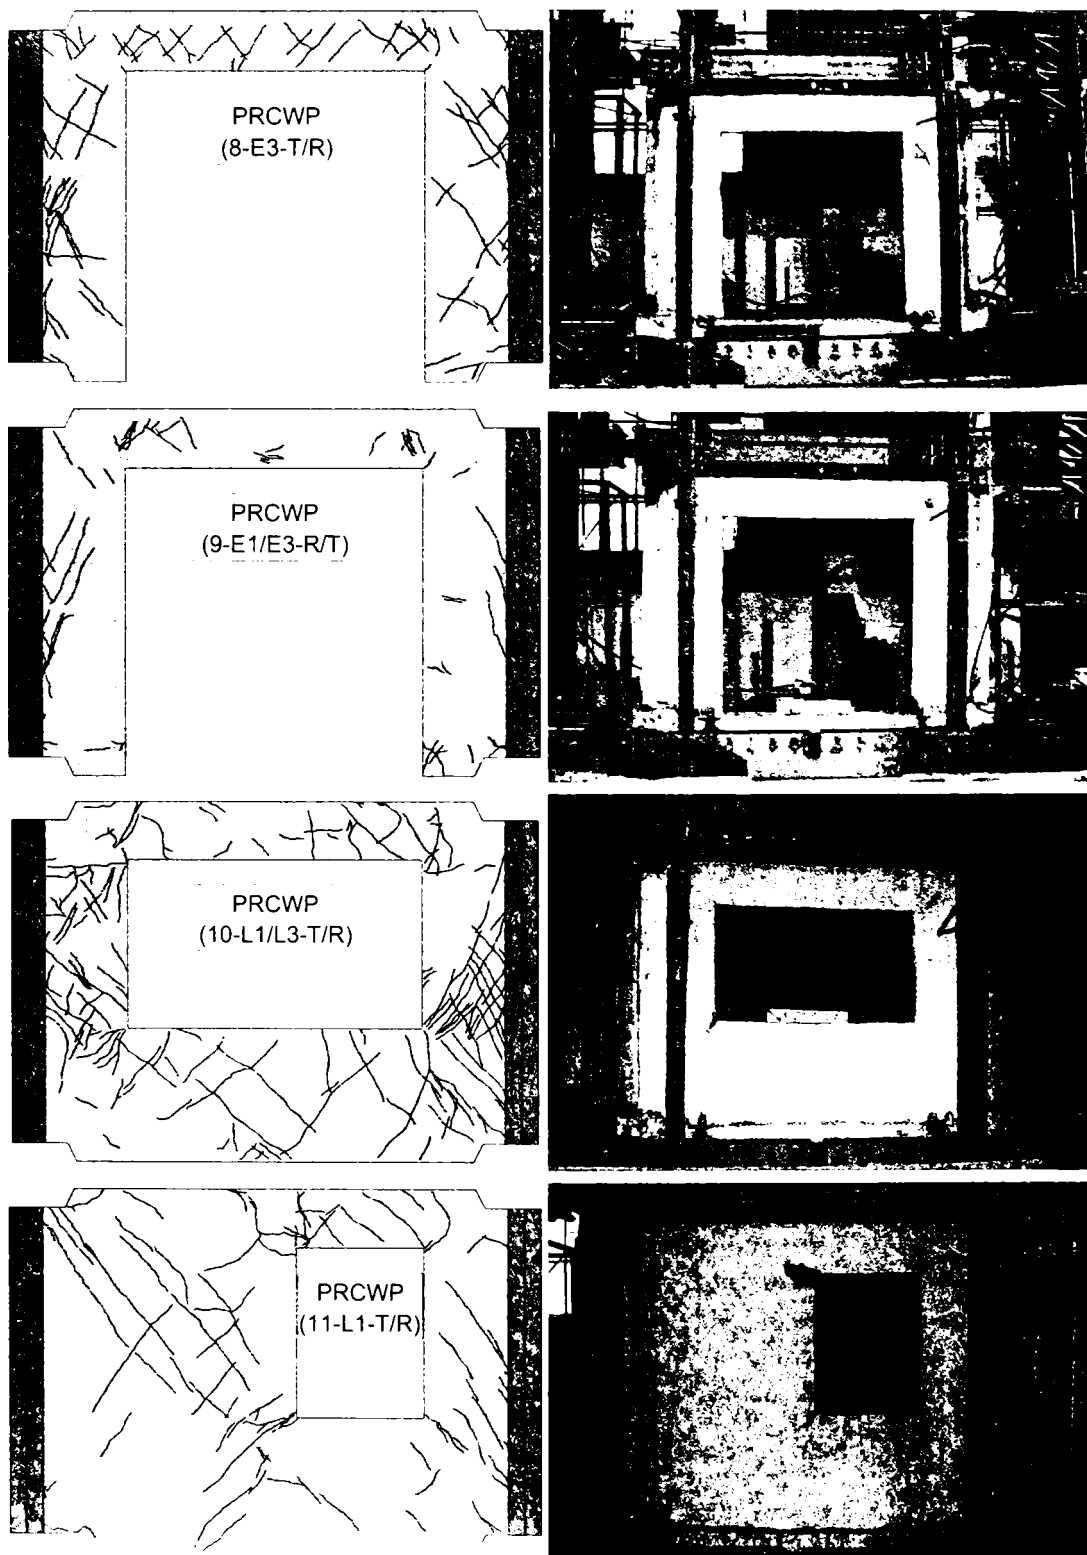 PRCWP
(8-E3-T/R)
PRCWP
(9-E1/E3-R/T)
PRCWP
(10-L1/L3-T/R)
PRCWP
(11-L1-T/R)